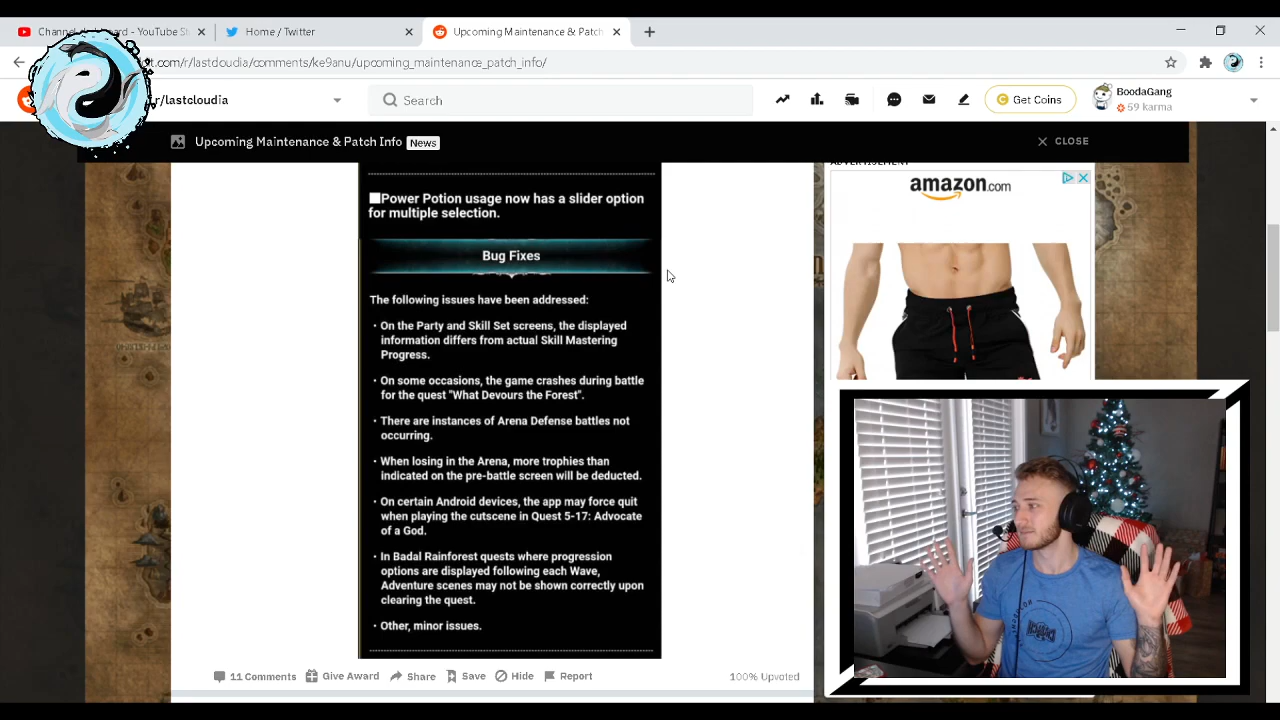 Home / Twitter
Upcoming Maintenance & Patch
t.com/r/lastcloudia/comments/ke9anu/upcoming_maintenance_patch_info/
r/lastcloudia
Search
Get Coins
BoodaGang
59 karma
Upcoming Maintenance & Patch Info
News
CLOSE
ADVERTISEMENT
amazon.com
■Power Potion usage now has a slider option
for multiple selection.
Bug Fixes
The following issues have been addressed:
・On the Party and Skill Set screens, the displayed
information differs from actual Skill Mastering
Progress.
・On some occasions, the game crashes during battle
for the quest "What Devours the Forest".
・There are instances of Arena Defense battles not
occurring.
・When losing in the Arena, more trophies than
indicated on the pre-battle screen will be deducted.
・On certain Android devices, the app may force quit
when playing the cutscene in Quest 5-17: Advocate
of a God.
・In Badal Rainforest quests where progression
options are displayed following each Wave,
Adventure scenes may not be shown correctly upon
clearing the quest.
・Other, minor issues.
11 Comments
Give Award
Share
Save
Hide
Report
100% Upvoted